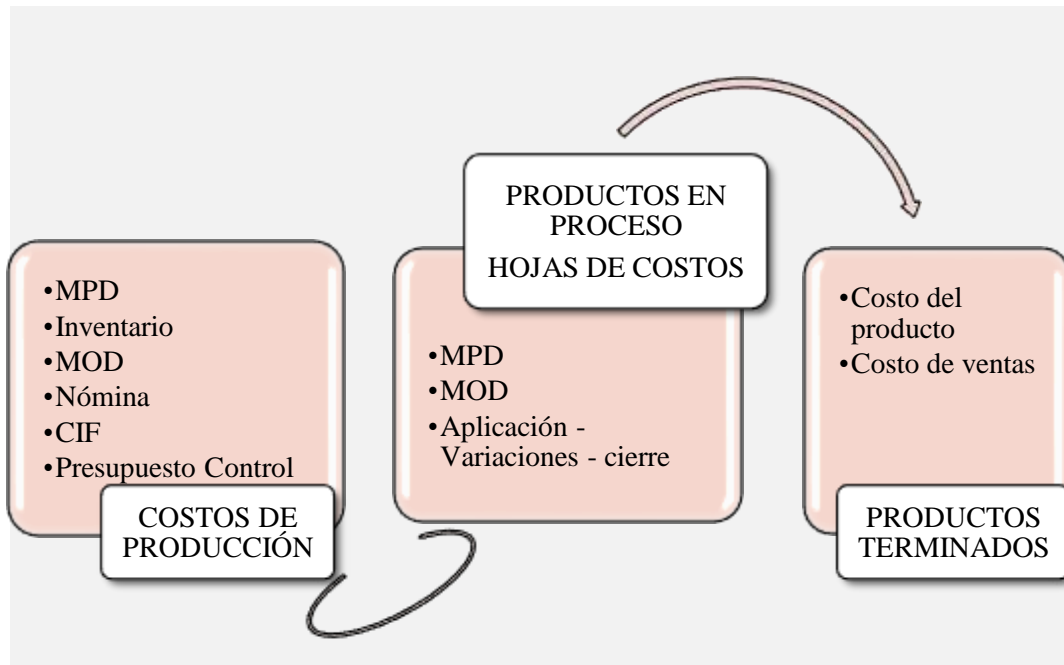 •MPD
•Inventario
•MOD
•Nómina
•CIF
•Presupuesto Control
COSTOS DE
PRODUCCIÓN
PRODUCTOS EN
PROCESO
HOJAS DE COSTOS
•MPD
•MOD
•Aplicación -
Variaciones - cierre
•Costo del
producto
•Costo de ventas
PRODUCTOS
TERMINADOS